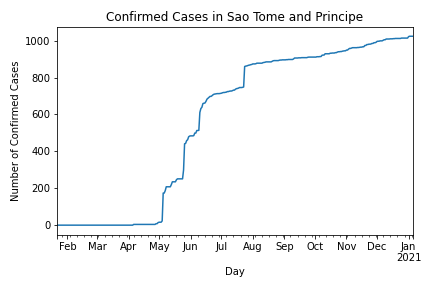 Confirmed Cases in Sao Tome and Principe
Number of Confirmed Cases
1000
800
600
400
200
0
Feb Mar Apr May Jun Jul Aug Sep Oct Nov Dec Jan
2021
Day